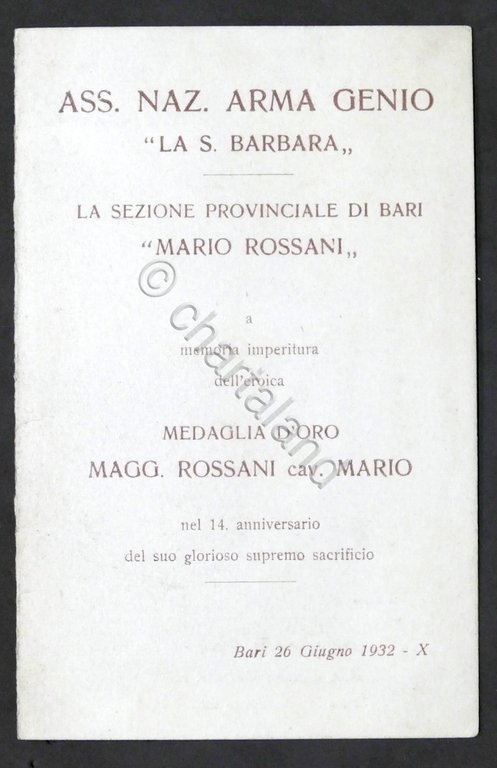 ASS. NAZ. ARMA GENIO
"LA S. BARBARA„
LA SEZIONE PROVINCIALE DI BARI
"MARIO ROSSANI„
a
memoria imperitura
dell'eroica
MEDAGLIA D'ORO
MAGG. ROSSANI cav. MARIO
nel 14. anniversario
del suo glorioso supremo sacrificio
Bari 26 Giugno 1932 - X
© chartaland